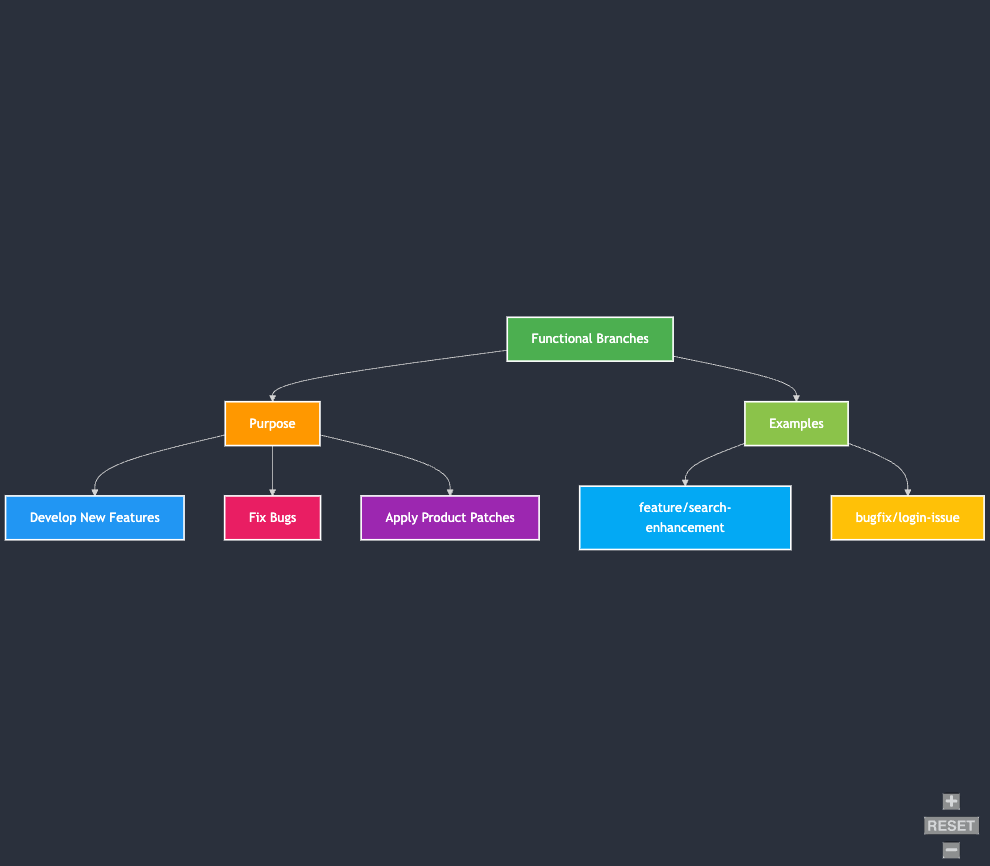 Functional Branches
Purpose
Examples
Develop New Features
Fix Bugs
Apply Product Patches
feature/search-
enhancement
bugfix/login-issue
+
RESET
−